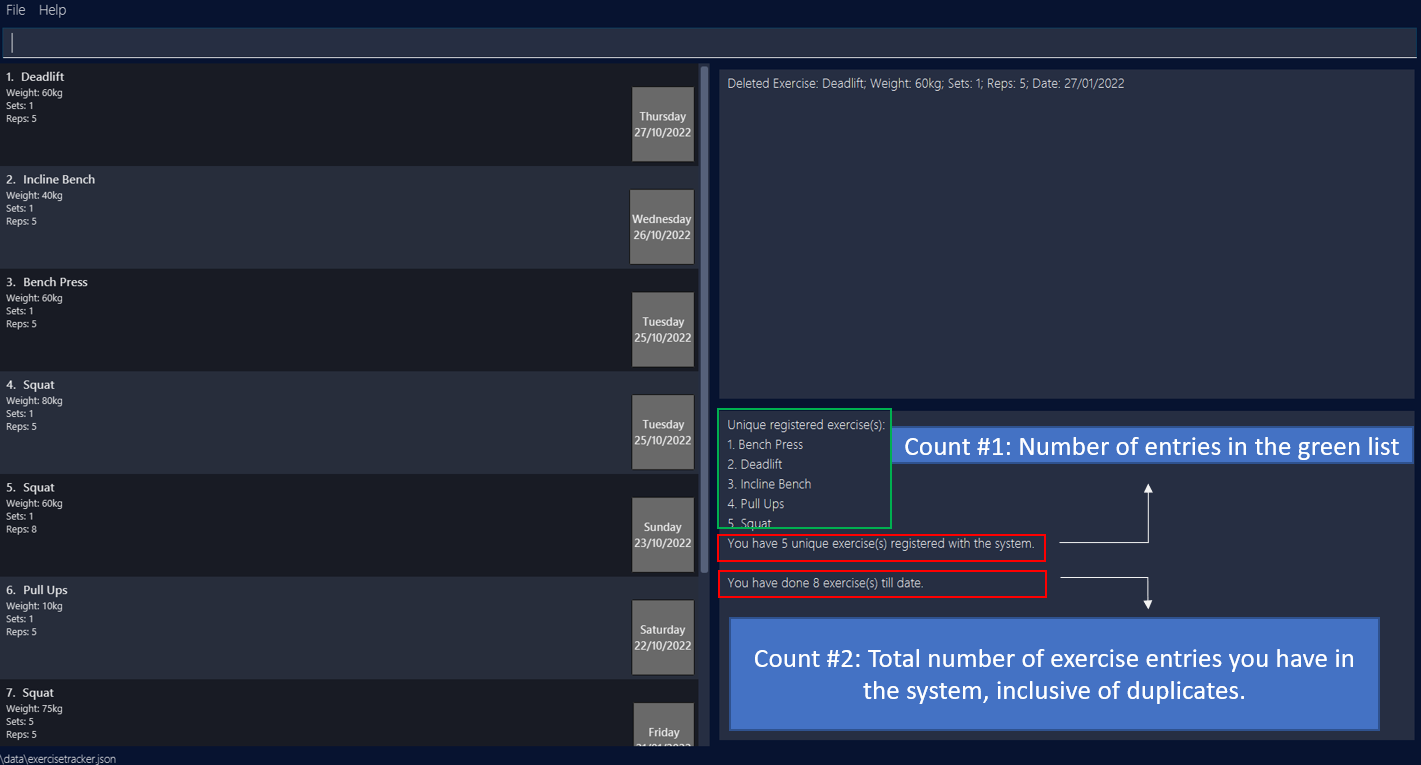 File Help
1. Deadlift
Weight: 60kg
Sets: 1
Reps: 5
Thursday
27/10/2022
2. Incline Bench
Weight: 40kg
Sets: 1
Reps: 5
Wednesday
26/10/2022
3. Bench Press
Weight: 60kg
Sets: 1
Reps: 5
Tuesday
25/10/2022
4. Squat
Weight: 80kg
Sets: 1
Reps: 5
Tuesday
25/10/2022
5. Squat
Weight: 60kg
Sets: 1
Reps: 8
Sunday
23/10/2022
6. Pull Ups
Weight: 10kg
Sets: 1
Reps: 5
Saturday
22/10/2022
7. Squat
Weight: 75kg
Sets: 5
Reps: 5
Friday
Deleted Exercise: Deadlift; Weight: 60kg; Sets: 1; Reps: 5; Date: 27/01/2022
Unique registered exercise(s):
1. Bench Press
2. Deadlift
3. Incline Bench
4. Pull Ups
5. Squat
Count #1: Number of entries in the green list
You have 5 unique exercise(s) registered with the system.
You have done 8 exercise(s) till date.
Count #2: Total number of exercise entries you have in
the system, inclusive of duplicates.
\data\exercisetracker.json